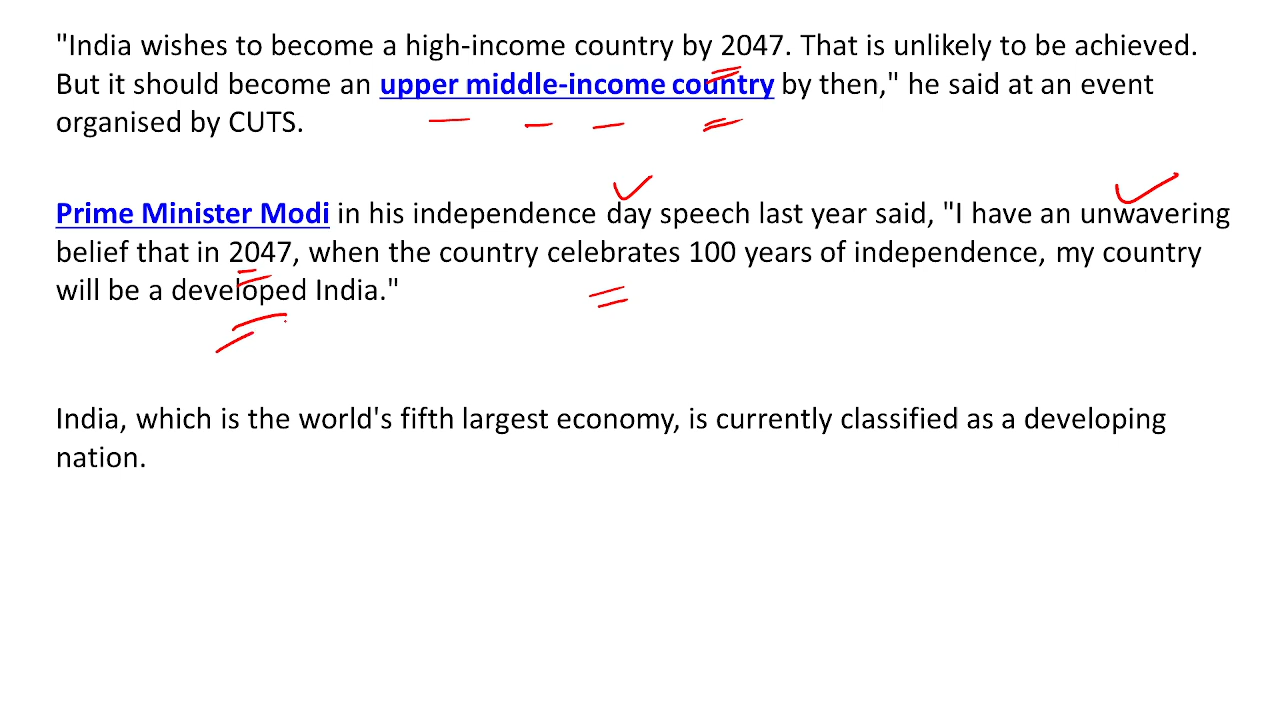 "India wishes to become a high-income country by 2047. That is unlikely to be achieved.
But it should become an upper middle-income country by then," he said at an event
organised by CUTS.
Prime Minister Modi in his independence day speech last year said, "I have an unwavering
belief that in 2047, when the country celebrates 100 years of independence, my country
will be a developed India."
India, which is the world's fifth largest economy, is currently classified as a developing
nation.